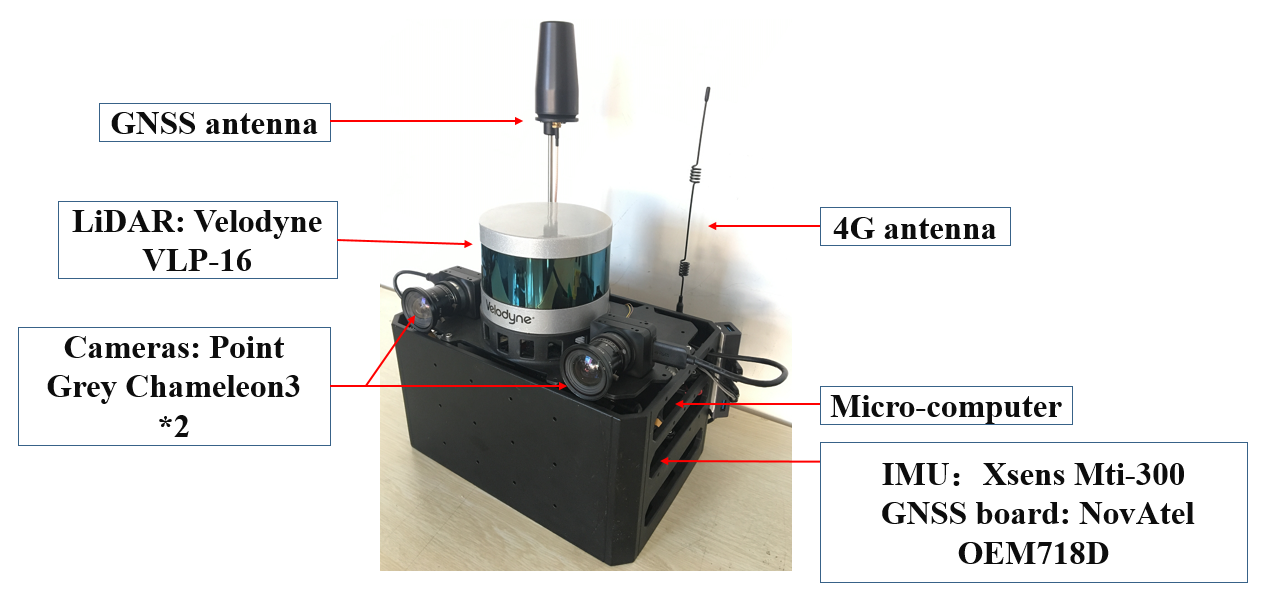 GNSS antenna
LiDAR: Velodyne
VLP-16
Cameras: Point
Grey Chameleon3
*2
Velodyne
4G antenna
Micro-computer
IMU：Xsens Mti-300
GNSS board: NovAtel
OEM718D